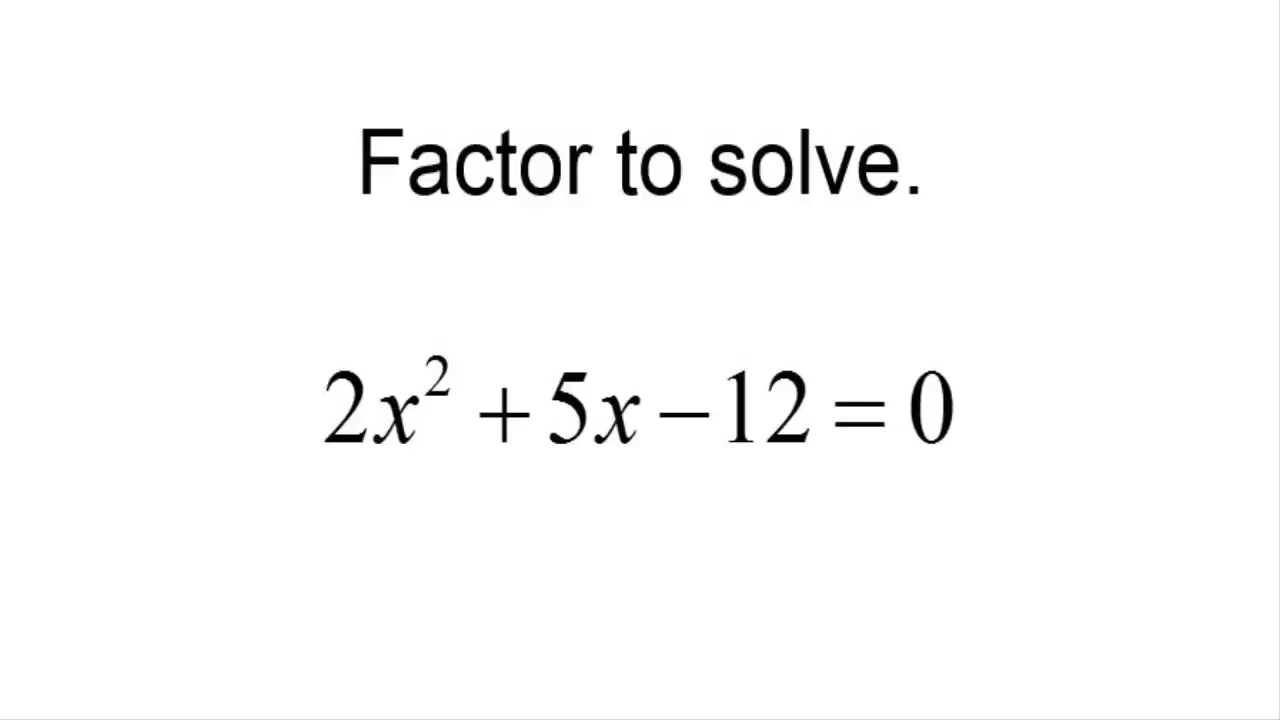 Factor to solve.
2x² + 5x − 12 = 0